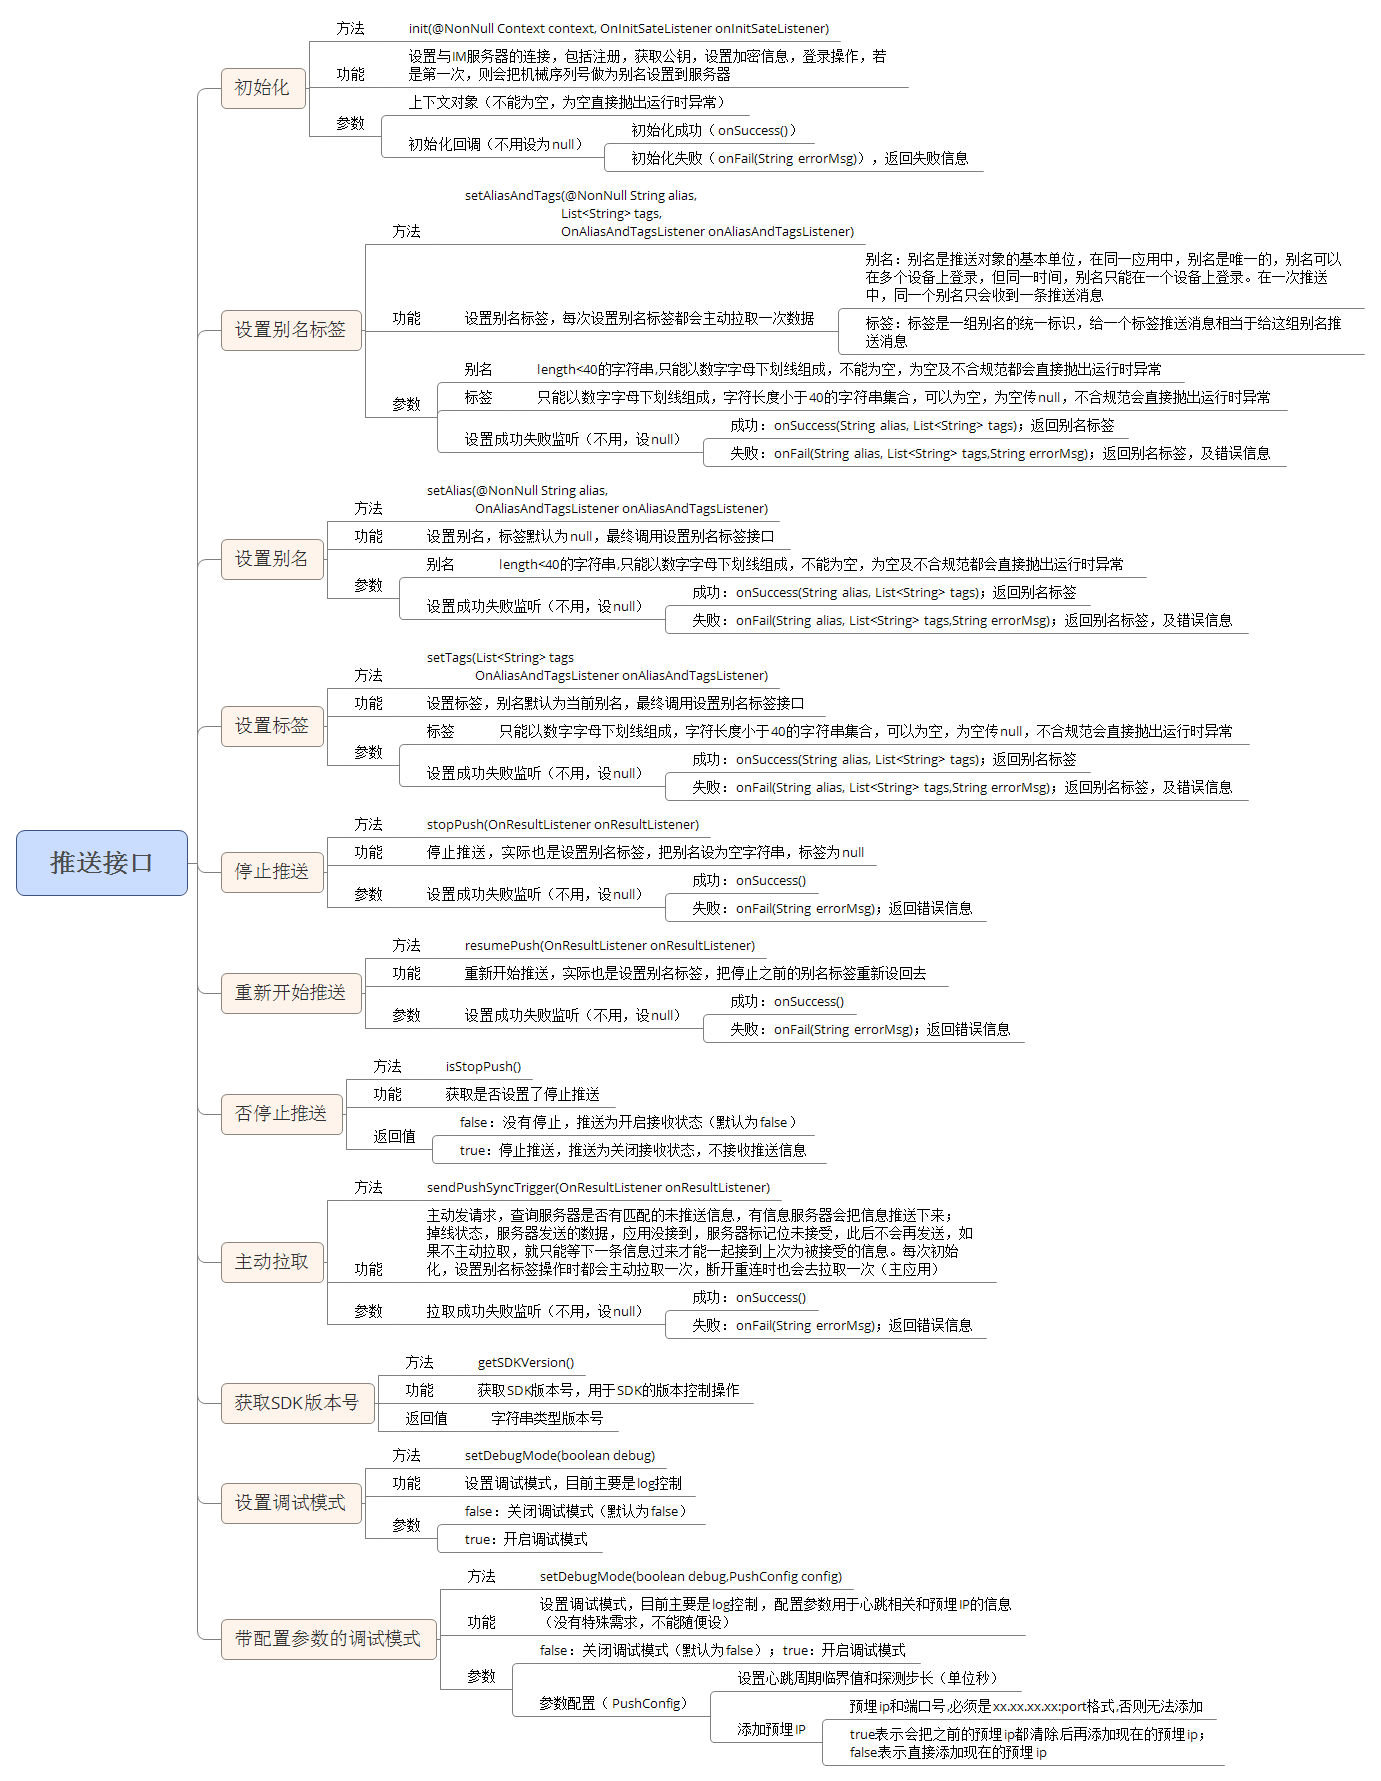 推送接口
初始化
方法
init(@NonNull Context context, OnInitSateListener onInitSateListener)
功能
设置与IM服务器的连接，包括注册，获取公钥，设置加密信息，登录操作，若
是第一次，则会把机械序列号做为别名设置到服务器
参数
上下文对象（不能为空，为空直接抛出运行时异常）
初始化回调（不用设为null）
初始化成功（onSuccess()）
初始化失败（onFail(String errorMsg)），返回失败信息
设置别名标签
方法
setAliasAndTags(@NonNull String alias,
List<String> tags,
OnAliasAndTagsListener onAliasAndTagsListener)
功能
设置别名标签，每次设置别名标签都会主动拉取一次数据
别名：别名是推送对象的基本单位，在同一应用中，别名是唯一的，别名可以
在多个设备上登录，但同一时间，别名只能在一个设备上登录。在一次推送
中，同一个别名只会收到一条推送消息
标签：标签是一组别名的统一标识，给一个标签推送消息相当于给这组别名推
送消息
参数
别名
length<40的字符串,只能以数字字母下划线组成，不能为空，为空及不合规范都会直接抛出运行时异常
标签
只能以数字字母下划线组成，字符长度小于40的字符串集合，可以为空，为空传null，不合规范会直接抛出运行时异常
设置成功失败监听（不用，设null）
成功：onSuccess(String alias, List<String> tags)；返回别名标签
失败：onFail(String alias, List<String> tags,String errorMsg)；返回别名标签，及错误信息
设置别名
方法
setAlias(@NonNull String alias,
OnAliasAndTagsListener onAliasAndTagsListener)
功能
设置别名，标签默认为null，最终调用设置别名标签接口
参数
别名
length<40的字符串,只能以数字字母下划线组成，不能为空，为空及不合规范都会直接抛出运行时异常
设置成功失败监听（不用，设null）
成功：onSuccess(String alias, List<String> tags)；返回别名标签
失败：onFail(String alias, List<String> tags,String errorMsg)；返回别名标签，及错误信息
设置标签
方法
setTags(List<String> tags
OnAliasAndTagsListener onAliasAndTagsListener)
功能
设置标签，别名默认为当前别名，最终调用设置别名标签接口
参数
标签
只能以数字字母下划线组成，字符长度小于40的字符串集合，可以为空，为空传null，不合规范会直接抛出运行时异常
设置成功失败监听（不用，设null）
成功：onSuccess(String alias, List<String> tags)；返回别名标签
失败：onFail(String alias, List<String> tags,String errorMsg)；返回别名标签，及错误信息
停止推送
方法
stopPush(OnResultListener onResultListener)
功能
停止推送，实际也是设置别名标签，把别名设为空字符串，标签为null
参数
设置成功失败监听（不用，设null）
成功：onSuccess()
失败：onFail(String errorMsg)；返回错误信息
重新开始推送
方法
resumePush(OnResultListener onResultListener)
功能
重新开始推送，实际也是设置别名标签，把停止之前的别名标签重新设回去
参数
设置成功失败监听（不用，设null）
成功：onSuccess()
失败：onFail(String errorMsg)；返回错误信息
否停止推送
方法
isStopPush()
功能
获取是否设置了停止推送
返回值
false：没有停止，推送为开启接收状态（默认为false）
true：停止推送，推送为关闭接收状态，不接收推送信息
主动拉取
方法
sendPushSyncTrigger(OnResultListener onResultListener)
功能
主动发请求，查询服务器是否有匹配的未推送信息，有信息服务器会把信息推送下来；
掉线状态，服务器发送的数据，应用没接到，服务器标记位未接受，此后不会再发送，如
果不主动拉取，就只能等下一条信息过来才能一起接到上次为被接受的信息。每次初始
化，设置别名标签操作时都会主动拉取一次，断开重连时也会去拉取一次（主应用）
参数
拉取成功失败监听（不用，设null）
成功：onSuccess()
失败：onFail(String errorMsg)；返回错误信息
获取SDK版本号
方法
getSDKVersion()
功能
获取SDK版本号，用于SDK的版本控制操作
返回值
字符串类型版本号
设置调试模式
方法
setDebugMode(boolean debug)
功能
设置调试模式，目前主要是log控制
参数
false：关闭调试模式（默认为false）
true：开启调试模式
带配置参数的调试模式
方法
setDebugMode(boolean debug,PushConfig config)
功能
设置调试模式，目前主要是log控制，配置参数用于心跳相关和预埋IP的信息
（没有特殊需求，不能随便设）
参数
false：关闭调试模式（默认为false）；true：开启调试模式
参数配置（PushConfig）
设置心跳周期临界值和探测步长（单位秒）
添加预埋IP
预埋ip和端口号,必须是xx.xx.xx.xx:port格式,否则无法添加
true表示会把之前的预埋ip都清除后再添加现在的预埋ip；
false表示直接添加现在的预埋ip